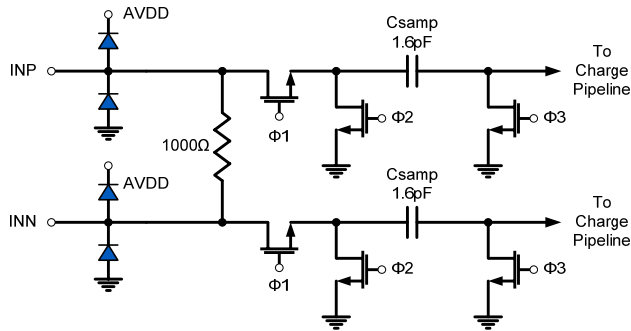 AVDD
Csamp
1.6pF
To
Charge
Pipeline
INP
Φ2
Φ3
Φ1
1000Ω
AVDD
Csamp
1.6pF
To
Charge
Pipeline
INN
Φ2
Φ3
Φ1